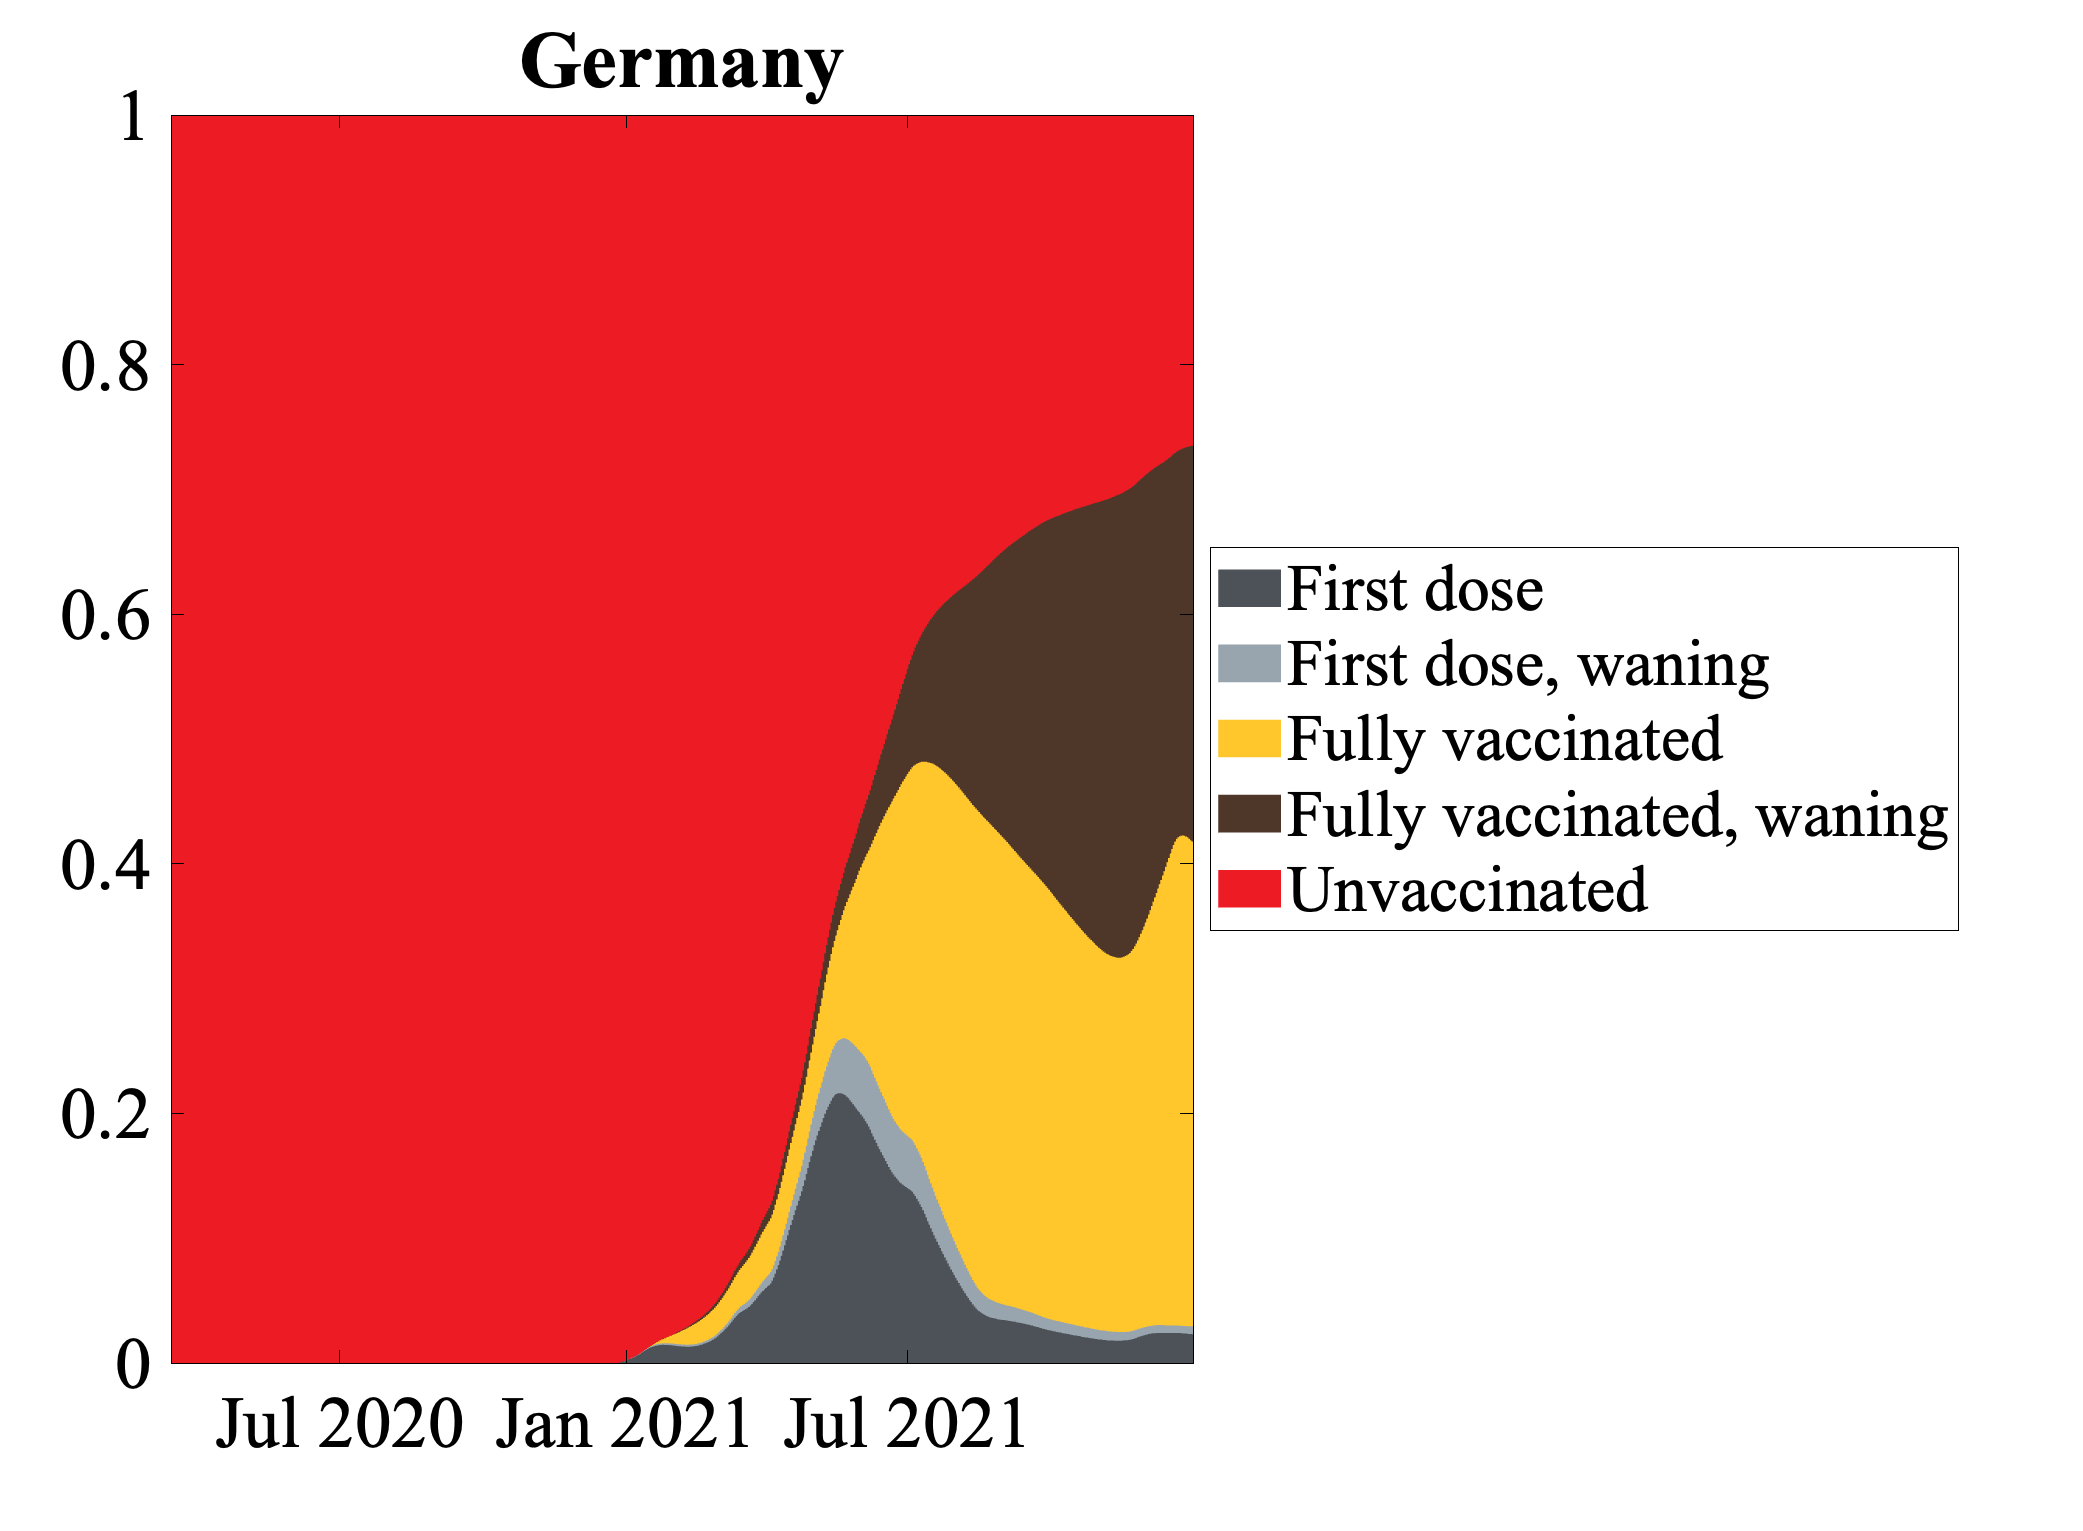 Germany
1
0.8
0.6
0.4
0.2
0
Jul 2020 Jan 2021 Jul 2021
First dose
First dose, waning
Fully vaccinated
Fully vaccinated, waning
Unvaccinated